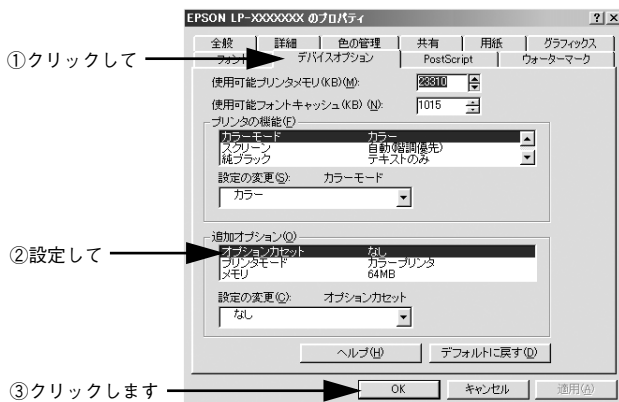 EPSON LP-XXXXXXX のプロパティ
全般 詳細 色の管理 共有 用紙 グラフィックス
①クリックして
フォント デバイスオプション PostScript ウォーターマーク
使用可能プリンタメモリ(KB)(M): 28310
使用可能フォントキャッシュ(KB) (N): 1015
プリンタの機能(F)
カラーモード カラー
スクリーン 自動(階調優先)
純ブラック テキストのみ
設定の変更(S): カラーモード
カラー
追加オプション(O)
②設定して
オプションカセット なし
プリンタモード カラープリンタ
メモリ 64MB
設定の変更(C): オプションカセット
なし
ヘルプ(H) デフォルトに戻す(D)
③クリックします
OK キャンセル 適用(A)